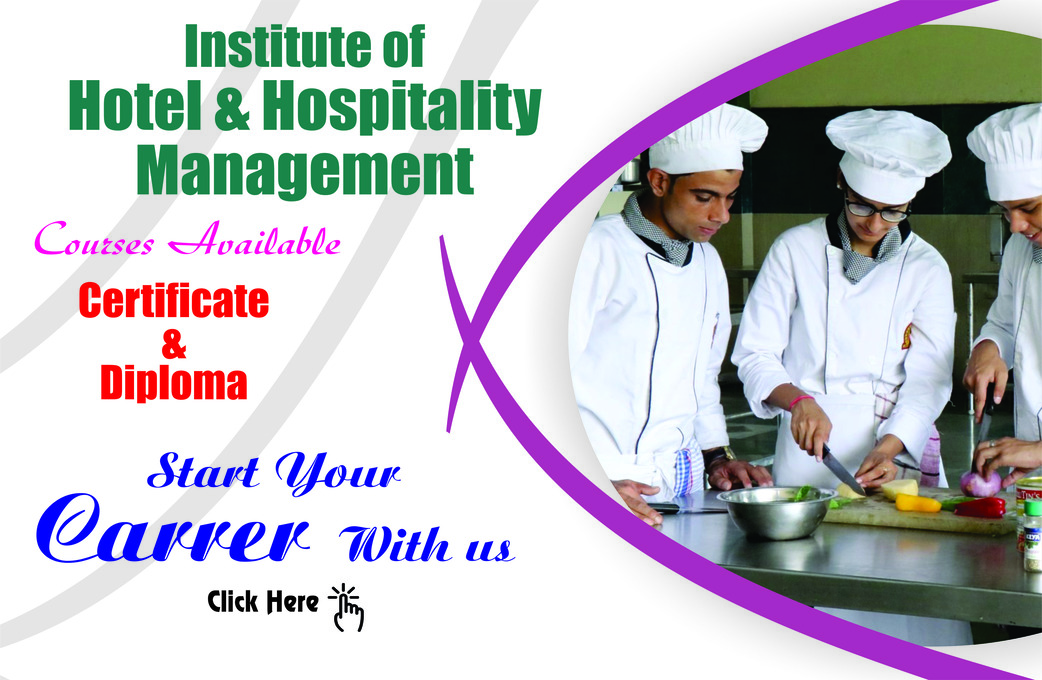 Institute of
Hotel & Hospitality
Management
Courses Available
Certificate
&
Diploma
Start Your
Carrer With us
Click Here